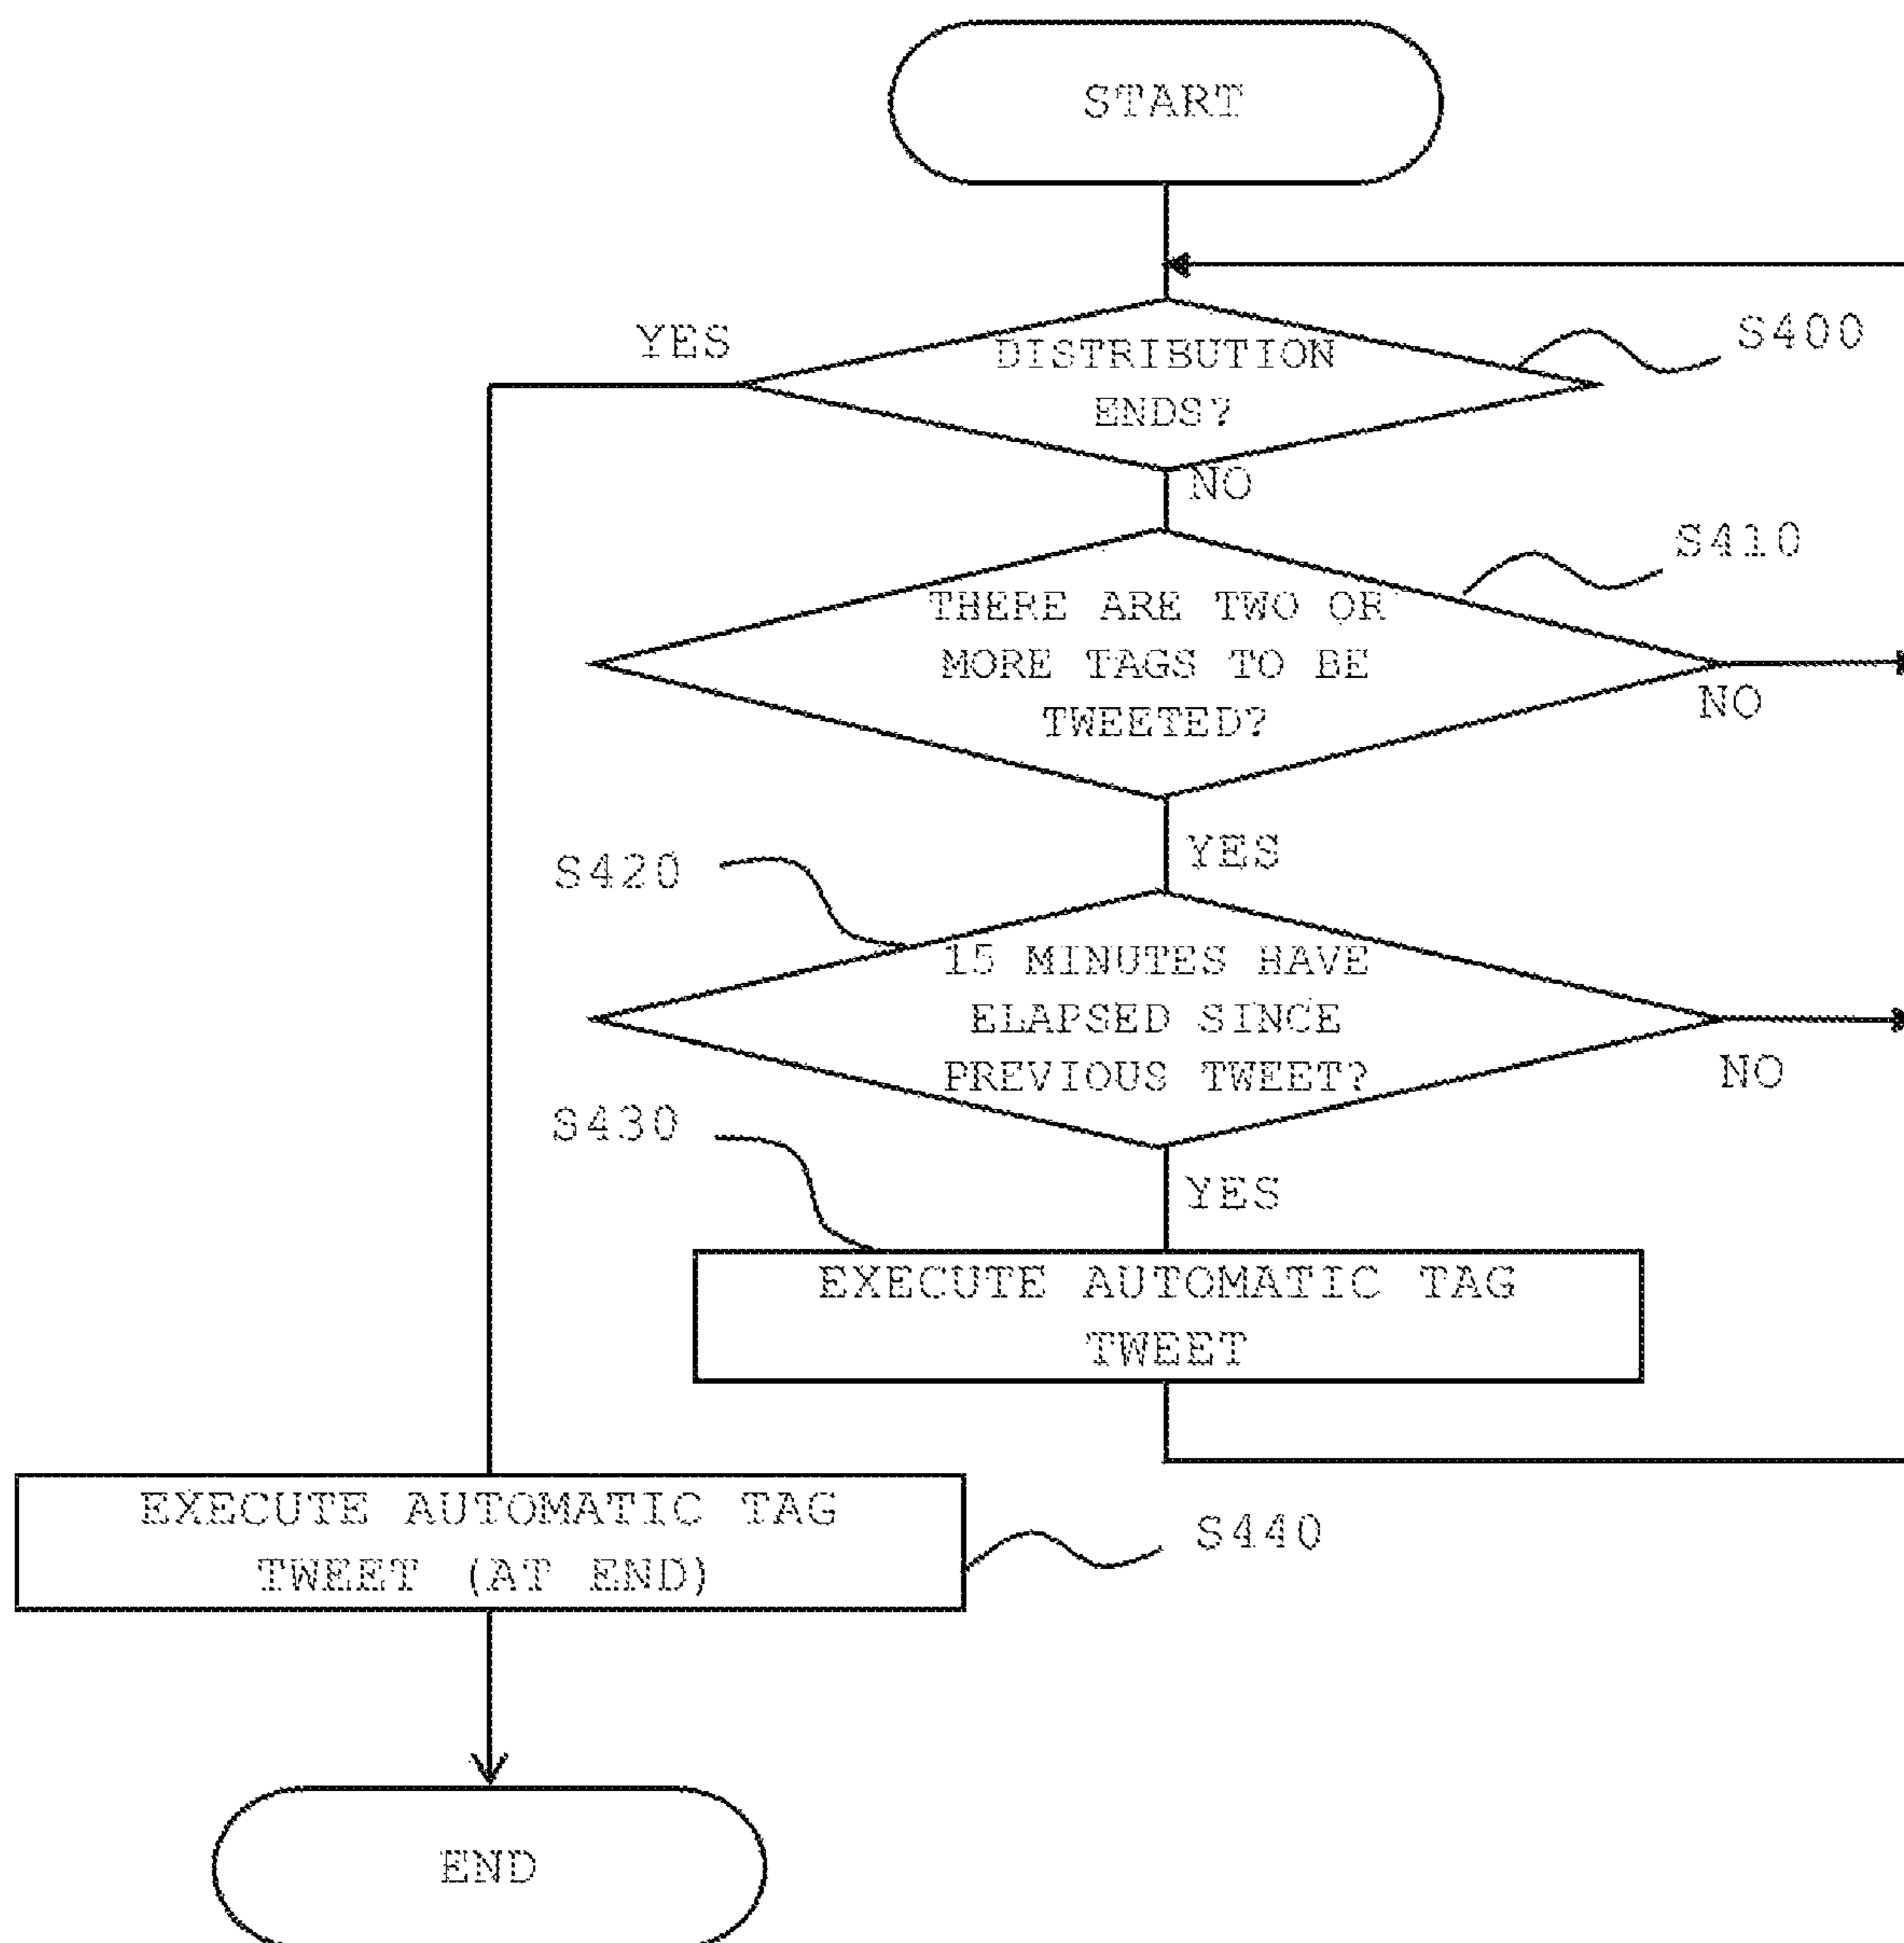 START
YES
S400
DISTRIBUTION
ENDS?
NO
S410
THERE ARE TWO OR
MORE TAGS TO BE
TWEETED?
NO
YES
S420
15 MINUTES HAVE
ELAPSED SINCE
PREVIOUS TWEET?
NO
S430
YES
EXECUTE AUTOMATIC TAG
TWEET
EXECUTE AUTOMATIC TAG
TWEET (AT END)
S440
END